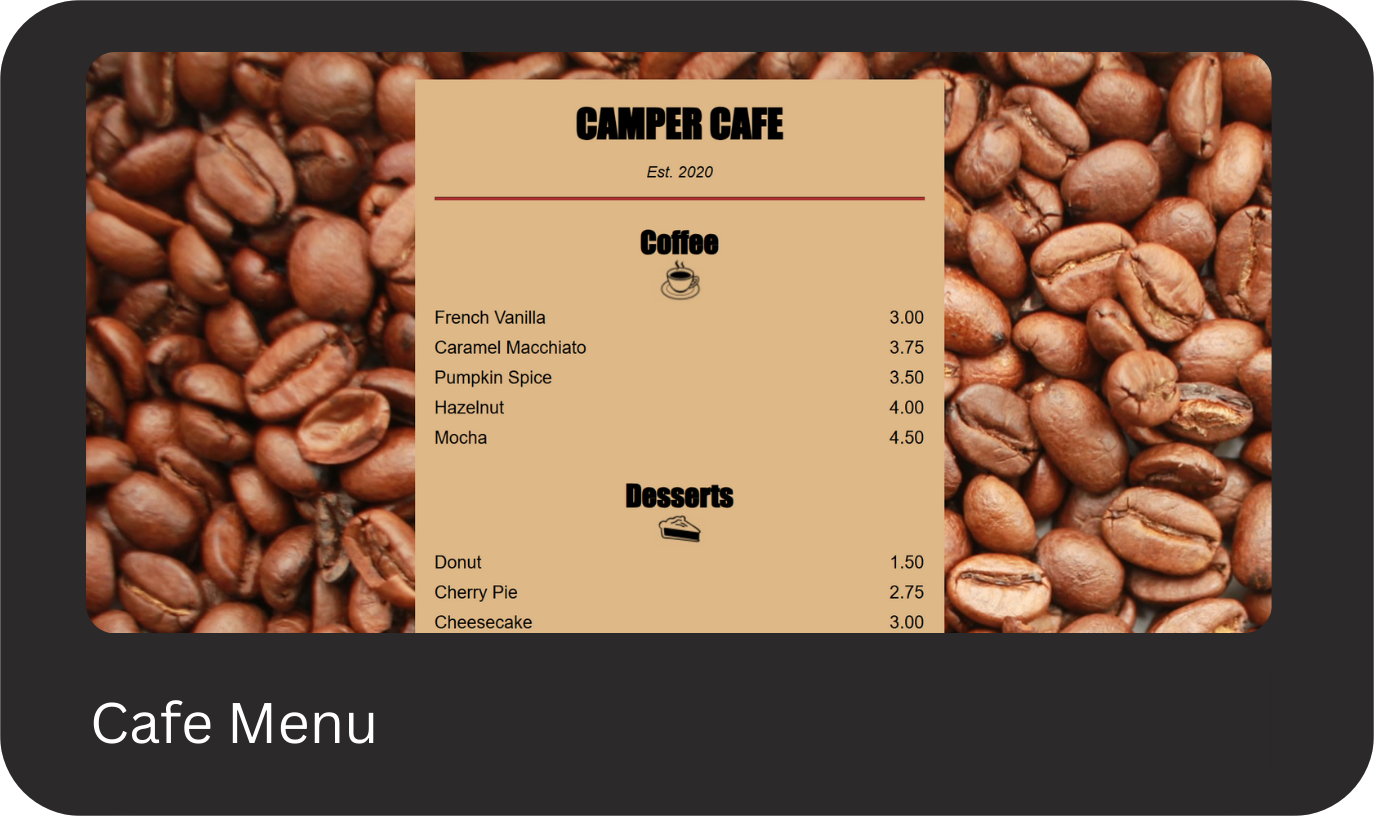 CAMPER CAFE
Est. 2020
Coffee
French Vanilla 3.00
Caramel Macchiato 3.75
Pumpkin Spice 3.50
Hazelnut 4.00
Mocha 4.50
Desserts
Donut 1.50
Cherry Pie 2.75
Cheesecake 3.00
Cafe Menu